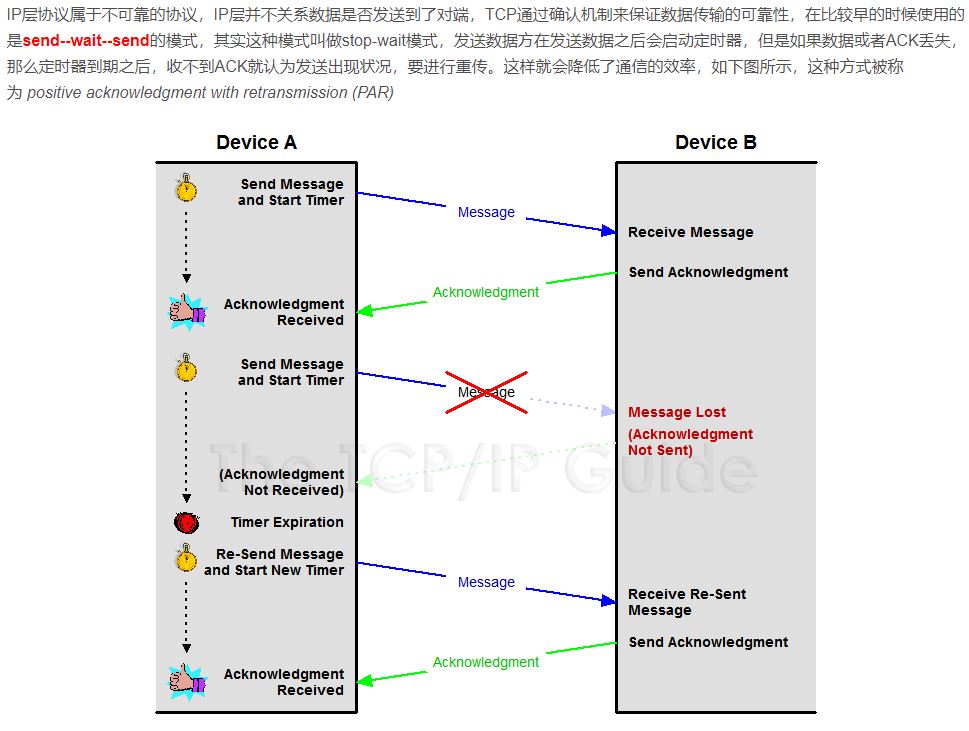 IP层协议属于不可靠的协议，IP层并不关系数据是否发送到了对端，TCP通过确认机制来保证数据传输的可靠性，在比较早的时候使用的
是send--wait--send的模式，其实这种模式叫做stop-wait模式，发送数据方在发送数据之后会启动定时器，但是如果数据或者ACK丢失，
那么定时器到期之后，收不到ACK就认为发送出现状况，要进行重传。这样就会降低了通信的效率，如下图所示，这种方式被称
为 positive acknowledgment with retransmission (PAR)
Device A
Device B
Send Message
and Start Timer
Message
Receive Message
Send Acknowledgment
Acknowledgment
Acknowledgment
Received
Send Message
and Start Timer
Message
Message Lost
(Acknowledgment
Not Sent)
The TCP/IP Guide
(Acknowledgment
Not Received)
Timer Expiration
Re-Send Message
and Start New Timer
Message
Receive Re-Sent
Message
Send Acknowledgment
Acknowledgment
Acknowledgment
Received